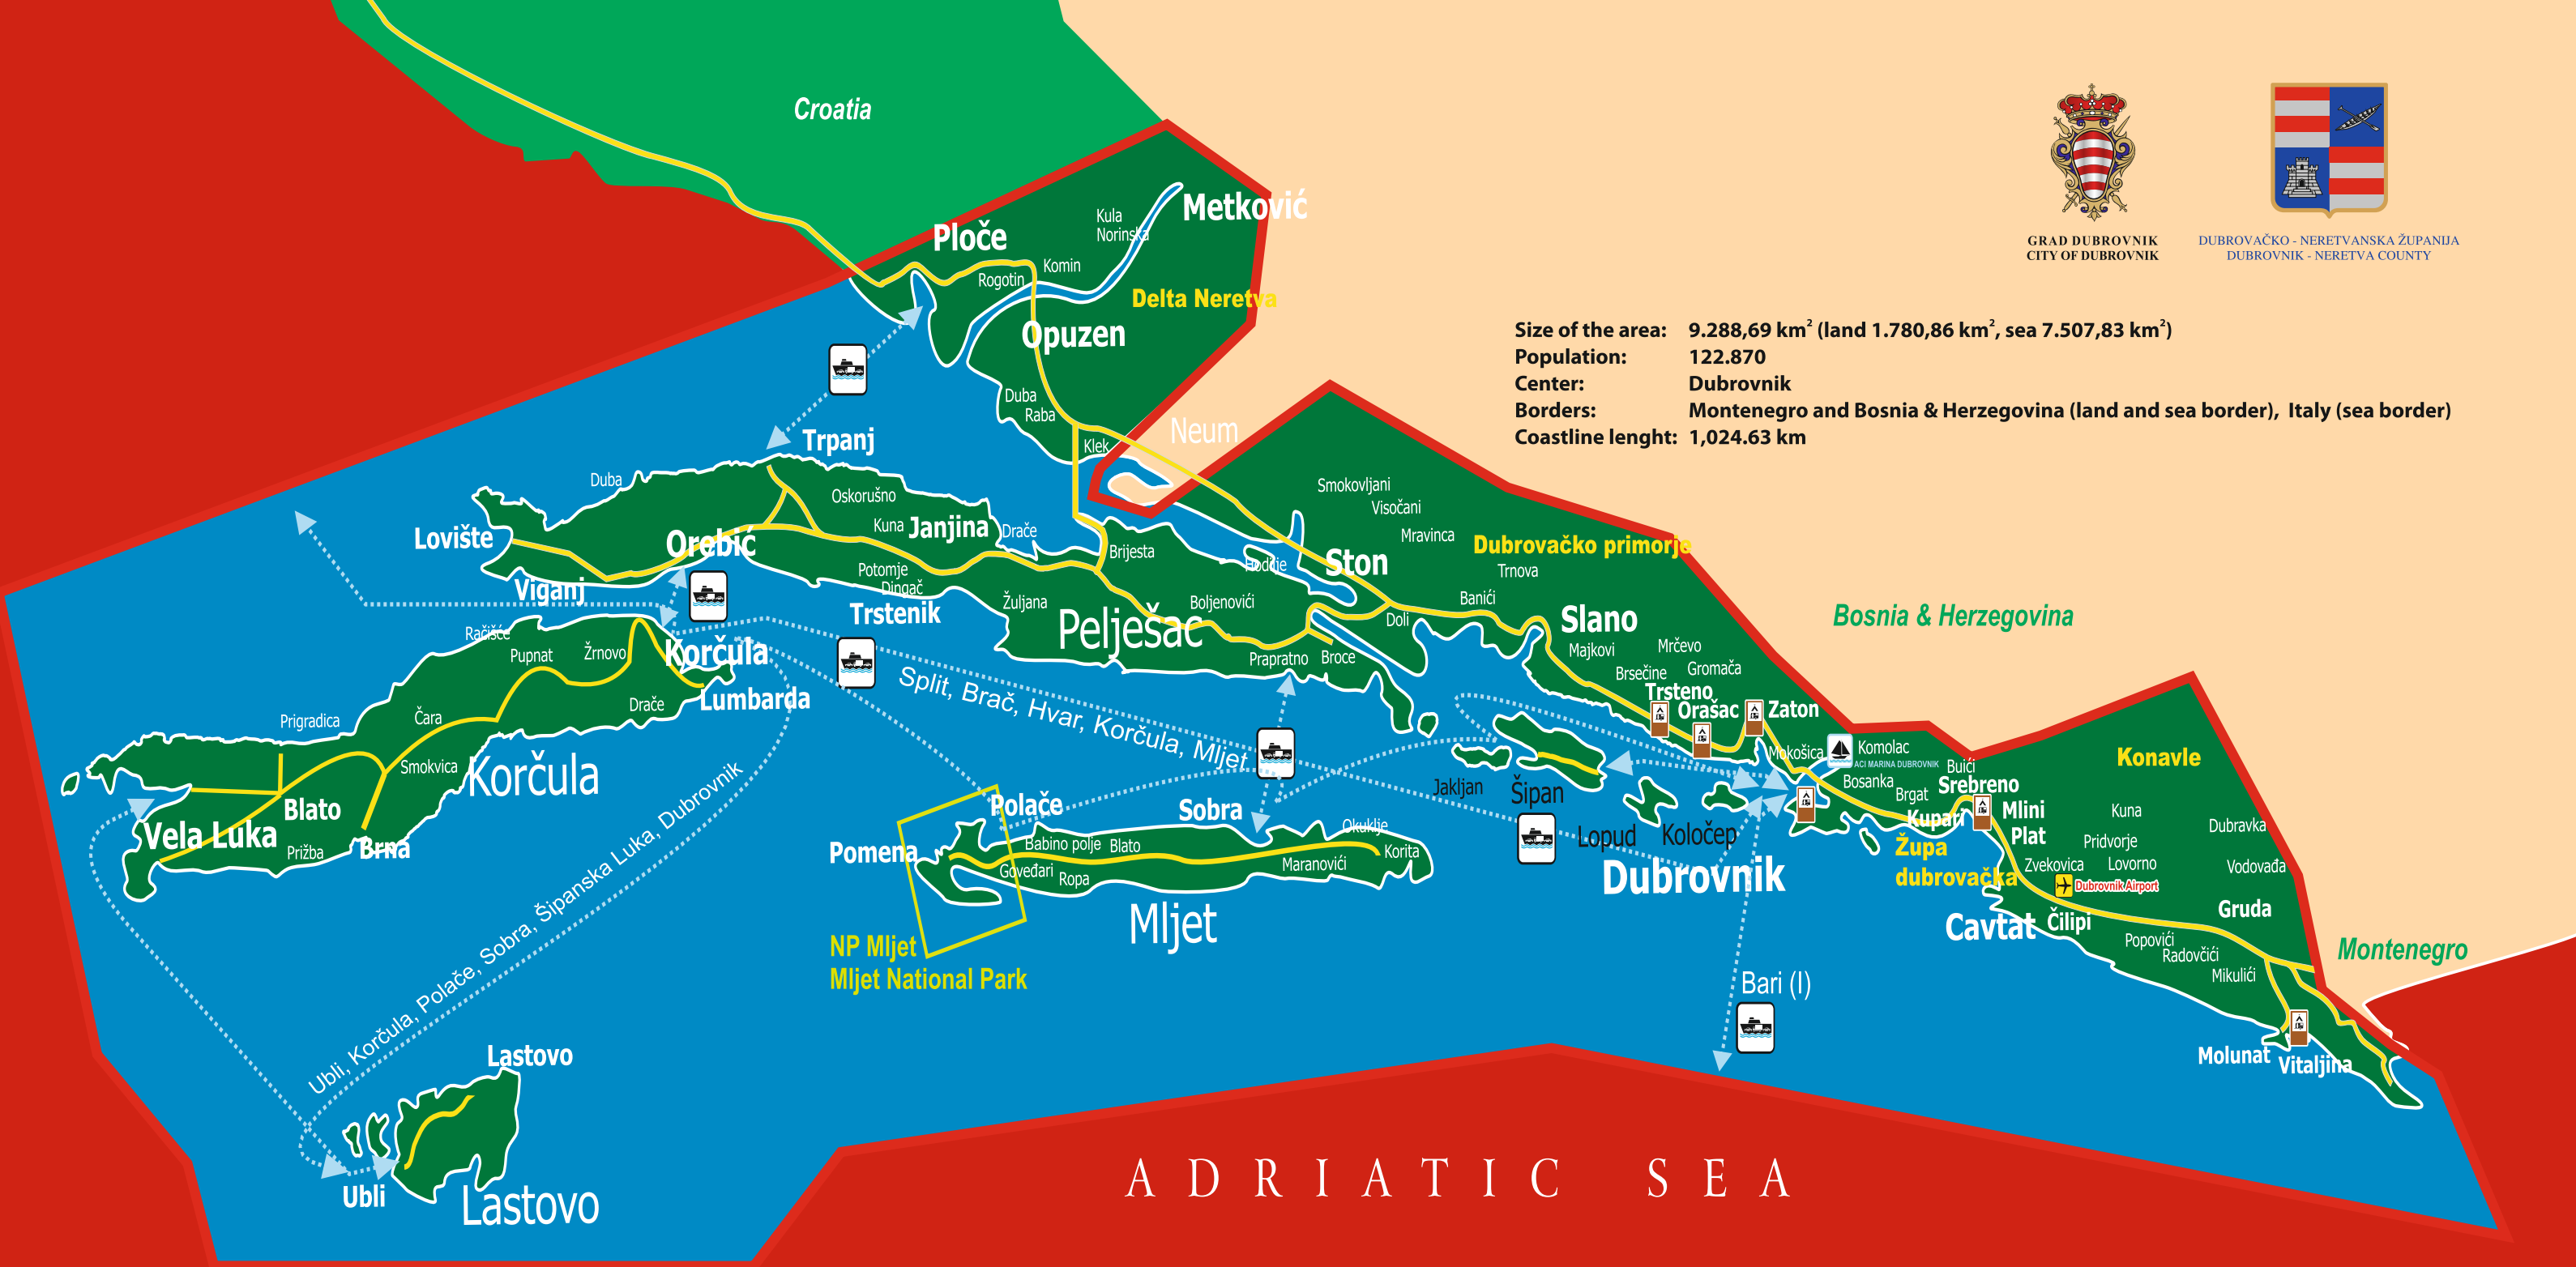 Croatia
GRAD DUBROVNIK
CITY OF DUBROVNIK
DUBROVAČKO - NERETVANSKA ŽUPANIJA
DUBROVNIK - NERETVA COUNTY
Size of the area: 9.288,69 km² (land 1.780,86 km², sea 7.507,83 km²)
Population: 122.870
Center: Dubrovnik
Borders: Montenegro and Bosnia & Herzegovina (land and sea border), Italy (sea border)
Coastline lenght: 1,024.63 km
Metković
Kula
Norinska
Ploče
Komin
Rogotin
Delta Neretva
Opuzen
Duba
Raba
Klek
Neum
Trpanj
Duba
Oskorušno
Kuna
Janjina
Drače
Lovište
Orebić
Viganj
Potomje
Dingač
Trstenik
Žuljana
Brijesta
Boljenovići
Pelješac
Hodilje
Ston
Smokovljani
Visočani
Mravinca
Dubrovačko primorje
Trnova
Banići
Doli
Prapratno
Broce
Slano
Majkovi
Mrčevo
Brsečine
Gromača
Trsteno
Orašac
Zaton
Bosnia & Herzegovina
Mokošica
Komolac
ACI MARINA DUBROVNIK
Bosanka
Brgat
Buići
Srebreno
Kupari
Mlini
Plat
Župa
dubrovačka
Konavle
Kuna
Dubravka
Pridvorje
Zvekovica
Lovorno
Vodovađa
Dubrovnik Airport
Cavtat
Čilipi
Gruda
Popovići
Radovčići
Mikulići
Montenegro
Molunat
Vitaljina
Račišće
Pupnat
Žrnovo
Korčula
Lumbarda
Drače
Čara
Prigradica
Smokvica
Korčula
Blato
Vela Luka
Prižba
Brna
Split, Brač, Hvar, Korčula, Mljet
Ubli, Korčula, Polače, Sobra, Šipanska Luka, Dubrovnik
Jakljan
Šipan
Lopud
Koločep
Dubrovnik
Polače
Sobra
Okuklje
Pomena
Babino polje
Blato
Goveđari
Ropa
Maranovići
Korita
Mljet
NP Mljet
Mljet National Park
Bari (I)
Lastovo
Ubli
Lastovo
ADRIATIC SEA